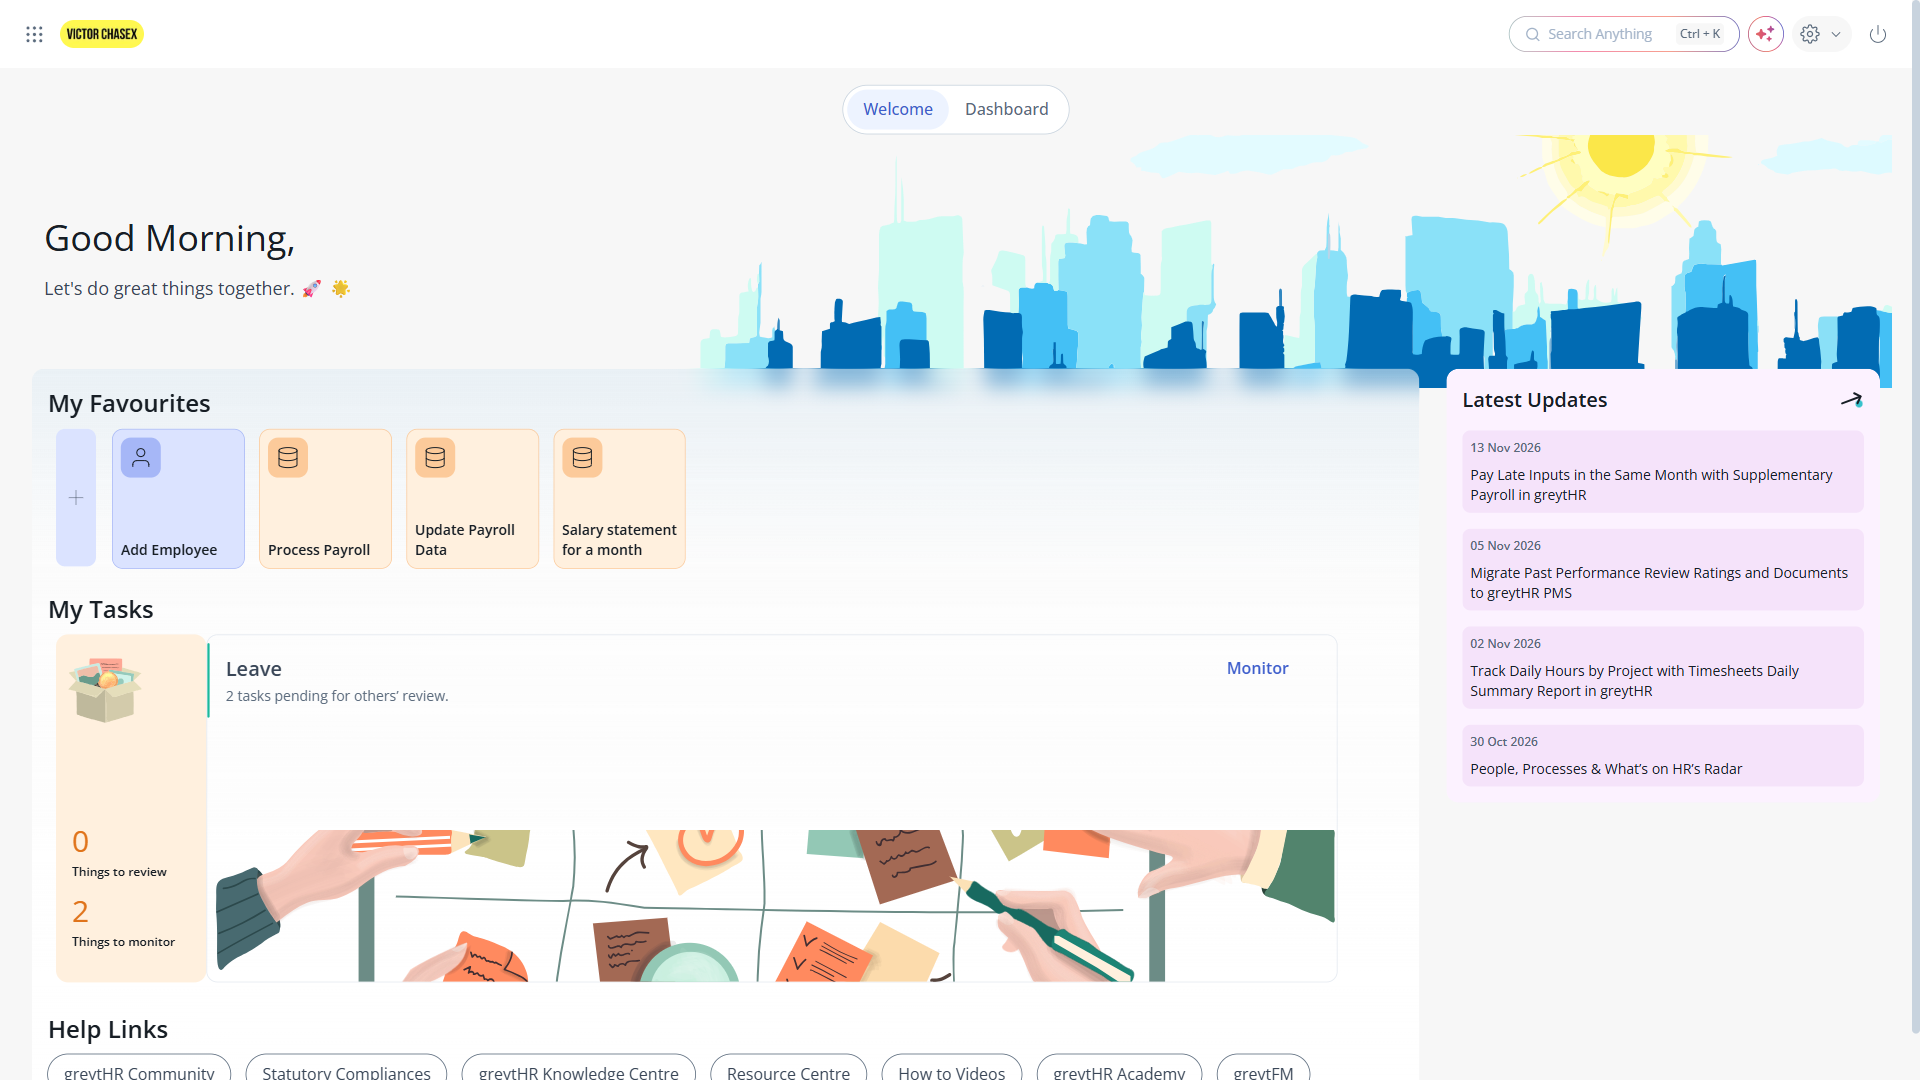 VICTOR CHASEX
Search Anything
Ctrl + K
Welcome
Dashboard
Good Morning,
Let's do great things together. 🚀 🌟
My Favourites
Add Employee
Process Payroll
Update Payroll
Data
Salary statement
for a month
My Tasks
Leave
2 tasks pending for others’ review.
Monitor
0
Things to review
2
Things to monitor
Help Links
greytHR Community
Statutory Compliances
greytHR Knowledge Centre
Resource Centre
How to Videos
greytHR Academy
greytFM
Latest Updates
13 Nov 2026
Pay Late Inputs in the Same Month with Supplementary
Payroll in greytHR
05 Nov 2026
Migrate Past Performance Review Ratings and Documents
to greytHR PMS
02 Nov 2026
Track Daily Hours by Project with Timesheets Daily
Summary Report in greytHR
30 Oct 2026
People, Processes & What’s on HR’s Radar